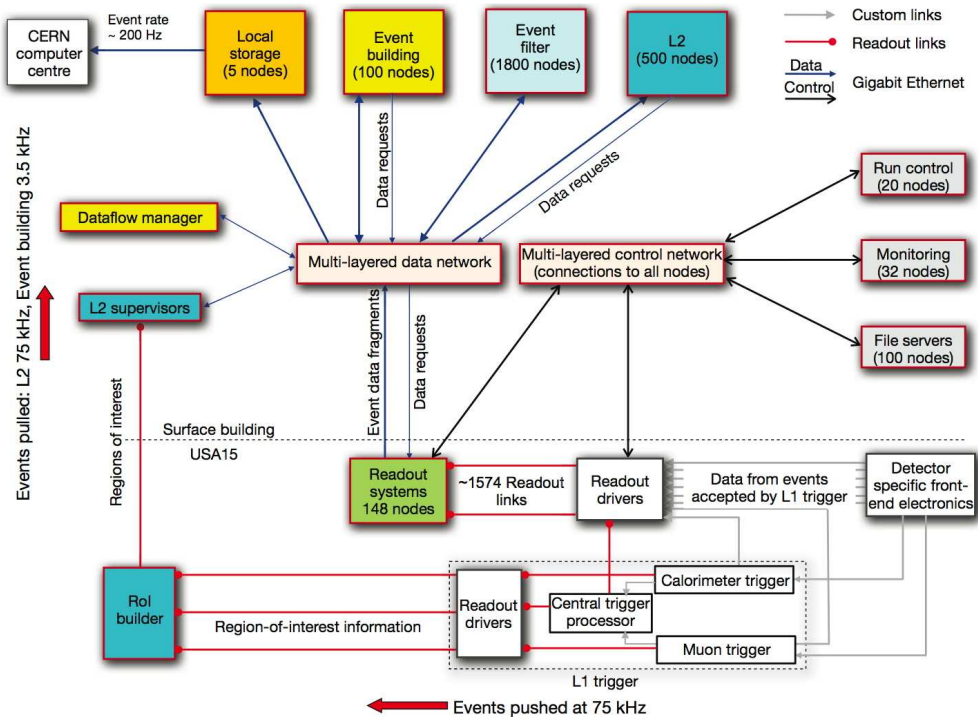 CERN
computer
centre
Event rate
~ 200 Hz
Local
storage
(5 nodes)
Event
building
(100 nodes)
Event
filter
(1800 nodes)
L2
(500 nodes)
Custom links
Readout links
Data
Control
Gigabit Ethernet
Data requests
Data requests
Run control
(20 nodes)
Dataflow manager
Multi-layered data network
Multi-layered control network
(connections to all nodes)
Monitoring
(32 nodes)
L2 supervisors
File servers
(100 nodes)
Events pulled: L2 75 kHz, Event building 3.5 kHz
Regions of interest
Event data fragments
Data requests
Surface building
USA15
Readout
systems
148 nodes
~1574 Readout
links
Readout
drivers
Data from events
accepted by L1 trigger
Detector
specific front-
end electronics
RoI
builder
Region-of-interest information
Readout
drivers
Central trigger
processor
Calorimeter trigger
Muon trigger
L1 trigger
Events pushed at 75 kHz